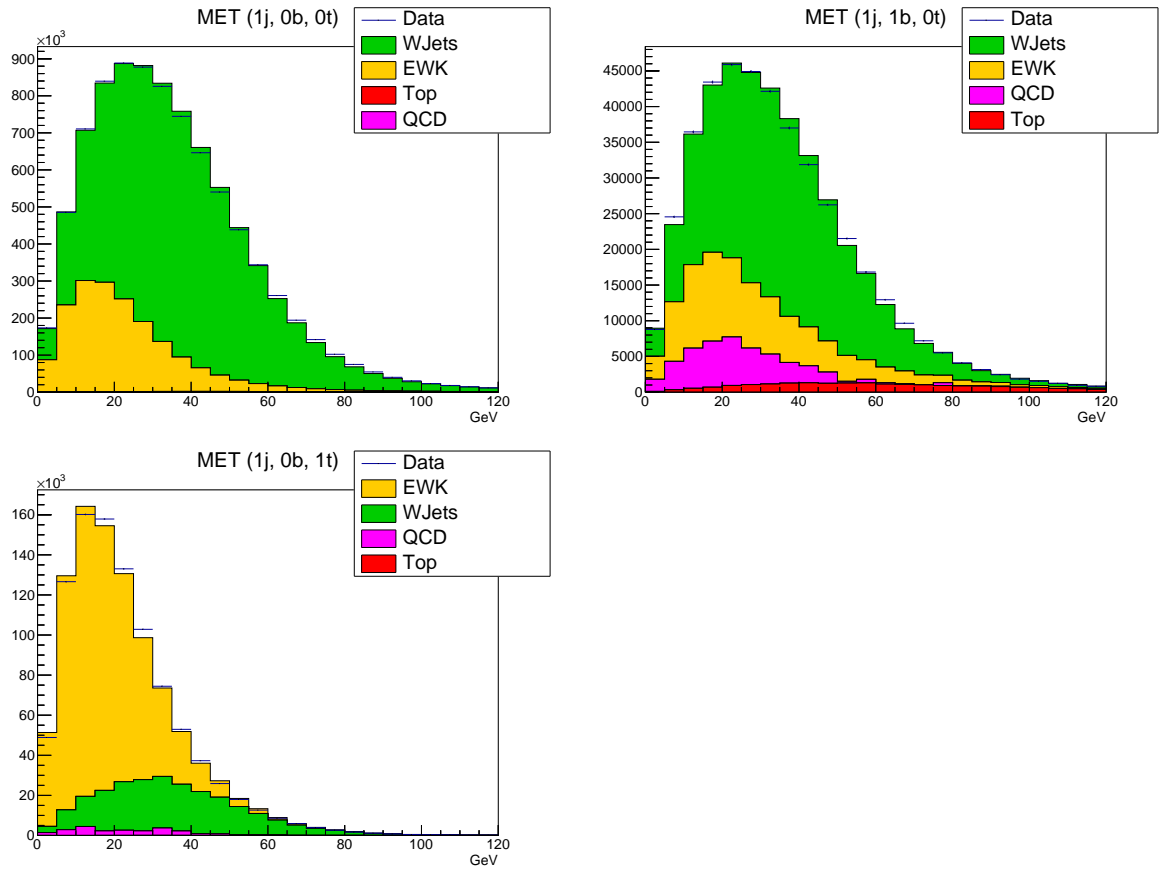 MET (1j, 0b, 0t)
×10³
Data
WJets
EWK
Top
QCD
900
800
700
600
500
400
300
200
100
0
0 20 40 60 80 100 120
GeV
MET (1j, 1b, 0t)
Data
WJets
EWK
QCD
Top
45000
40000
35000
30000
25000
20000
15000
10000
5000
0
0 20 40 60 80 100 120
GeV
MET (1j, 0b, 1t)
×10³
Data
EWK
WJets
QCD
Top
160
140
120
100
80
60
40
20
0
0 20 40 60 80 100 120
GeV